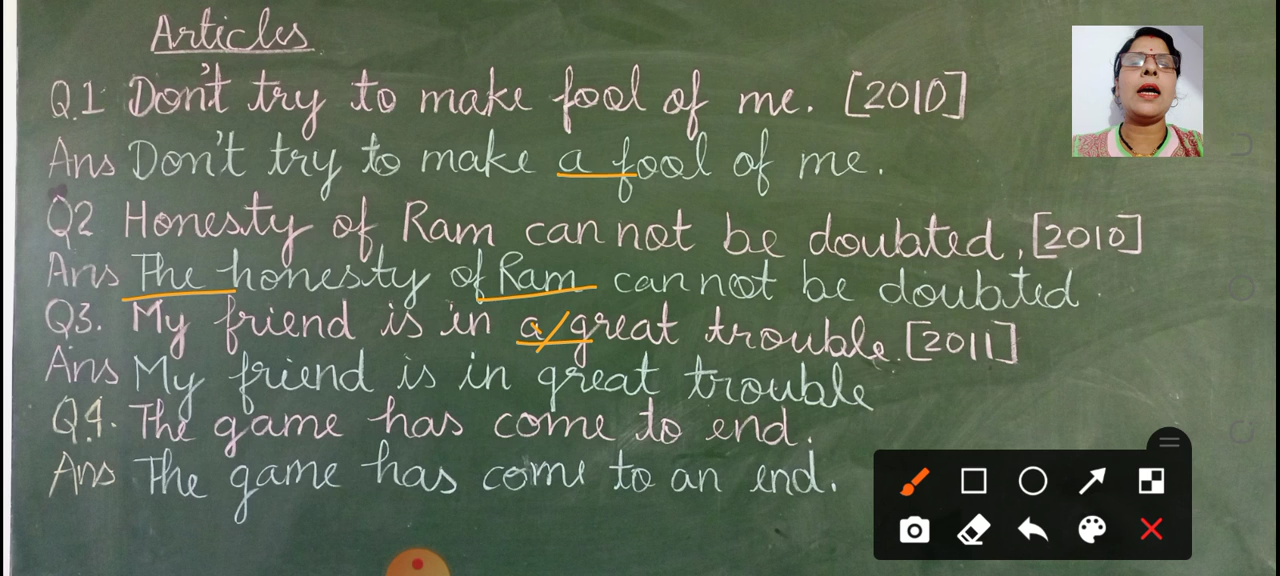 Articles
Q.1 Don't try to make fool of me. [2010]
Ans Don't try to make a fool of me.
Q2 Honesty of Ram can not be doubted. [2010]
Ans The honesty of Ram can not be doubted.
Q3. My friend is in a great trouble. [2011]
Ans My friend is in great trouble
Q.4. The game has come to end.
Ans The game has come to an end.